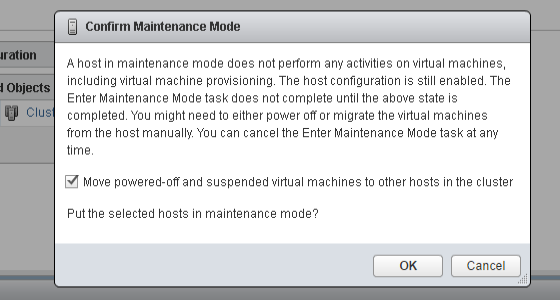 Confirm Maintenance Mode
uration
A host in maintenance mode does not perform any activities on virtual machines,
including virtual machine provisioning. The host configuration is still enabled. The
d Objects
Enter Maintenance Mode task does not complete until the above state is
Clust
completed. You might need to either power off or migrate the virtual machines
from the host manually. You can cancel the Enter Maintenance Mode task at any
time.
Move powered-off and suspended virtual machines to other hosts in the cluster
Put the selected hosts in maintenance mode?
OK
Cancel